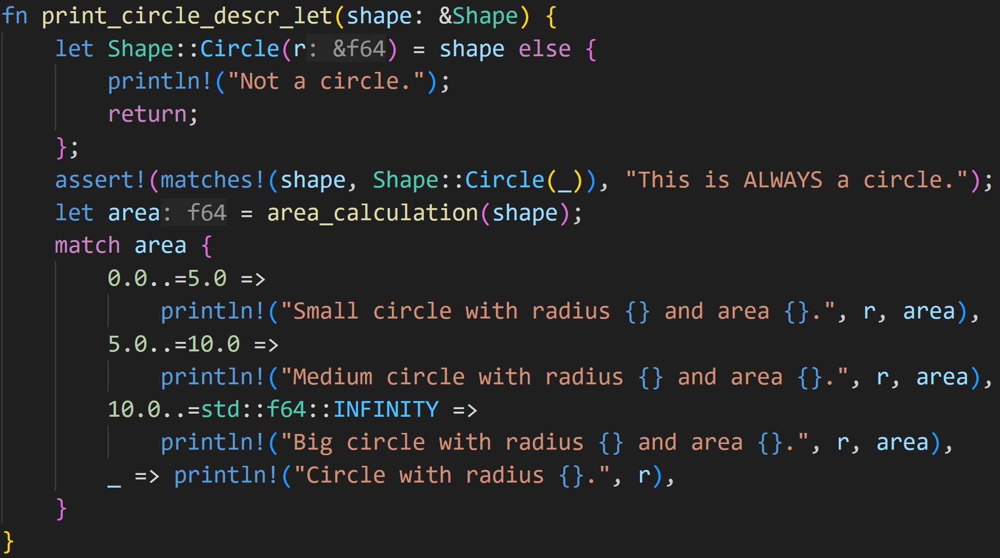 fn print_circle_descr_let(shape: &Shape) {
    let Shape::Circle(r: &f64) = shape else {
        println!("Not a circle.");
        return;
    };
    assert!(matches!(shape, Shape::Circle(_)), "This is ALWAYS a circle.");
    let area: f64 = area_calculation(shape);
    match area {
        0.0..=5.0 =>
            println!("Small circle with radius {} and area {}.", r, area),
        5.0..=10.0 =>
            println!("Medium circle with radius {} and area {}.", r, area),
        10.0..=std::f64::INFINITY =>
            println!("Big circle with radius {} and area {}.", r, area),
        _ => println!("Circle with radius {}.", r),
    }
}